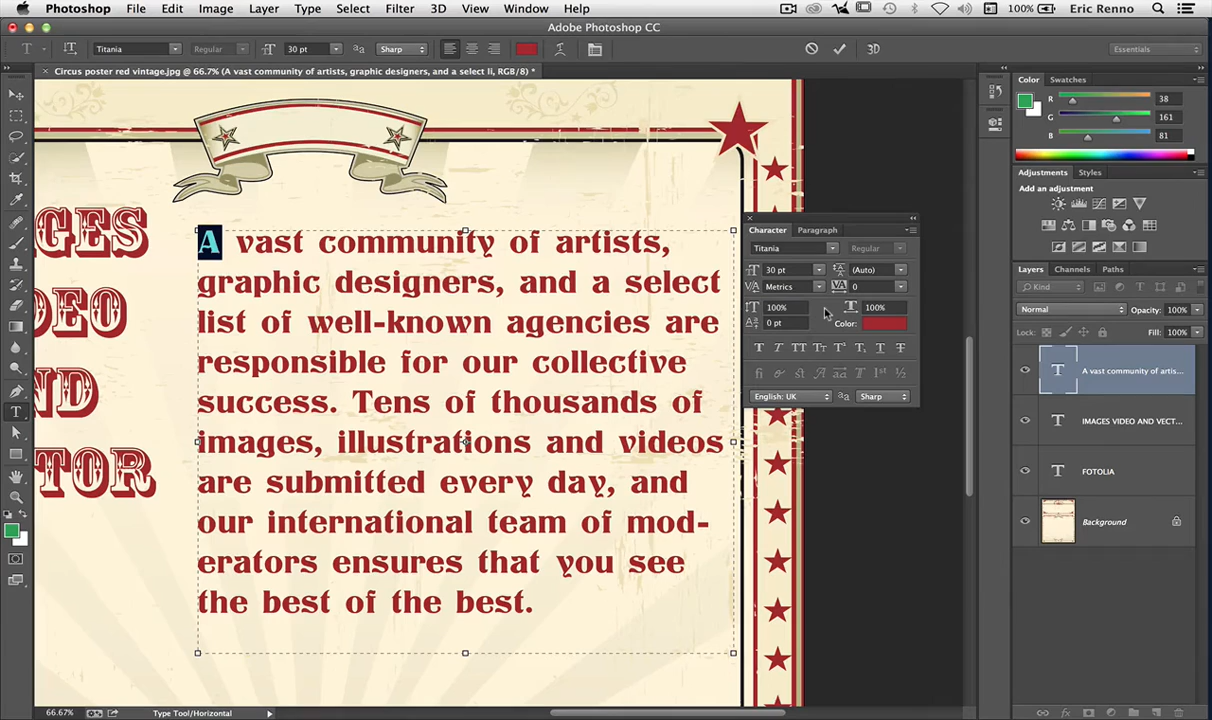 Photoshop File Edit Image Layer Type Select Filter 3D View Window Help 100% Eric Renno
Adobe Photoshop CC
T Titania Regular 30 pt Sharp 3D Essentials
Circus poster red vintage.jpg @ 66.7% (A vast community of artists, graphic designers, and a select li, RGB/8) *
Color Swatches
R 38
G 161
B 81
Adjustments Styles
Add an adjustment
Layers Channels Paths
Kind
Normal Opacity: 100%
Lock: Fill: 100%
T A vast community of artis...
T IMAGES VIDEO AND VECT...
T FOTOLIA
Background
Character Paragraph
Titania Regular
30 pt (Auto)
Metrics 0
100% 100%
0 pt Color:
English: UK aa Sharp
GES
EO
ND
TOR
A vast community of artists,
graphic designers, and a select
list of well-known agencies are
responsible for our collective
success. Tens of thousands of
images, illustrations and videos
are submitted every day, and
our international team of mod-
erators ensures that you see
the best of the best.
66.67% Type Tool/Horizontal